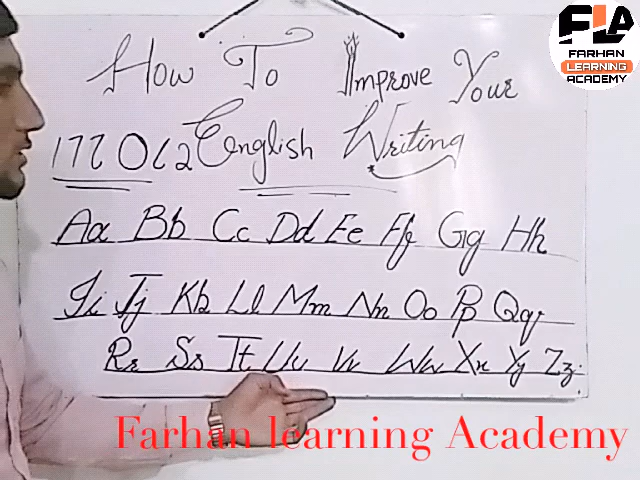 FLA
FARHAN
LEARNING
ACADEMY
How To Improve Your
English Writing
Aa Bb Cc Dd Ee Ff Gg Hh
Ii Jj Kk Ll Mm Nn Oo Pp Qq
Rr Ss Tt Uu Vv Ww Xx Yy Zz
Farhan learning Academy